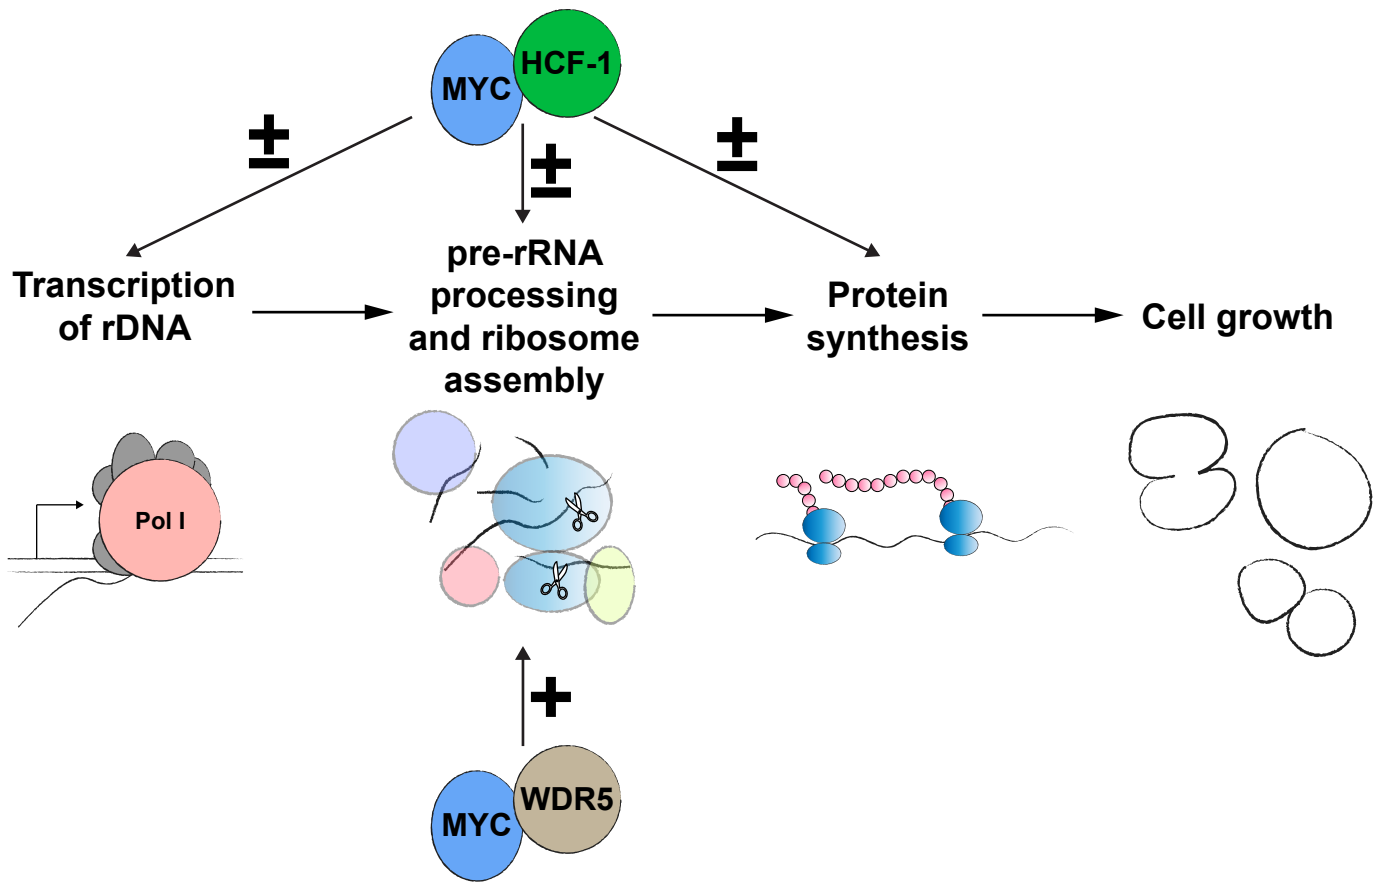 HCF-1
MYC
±
±
±
Transcription
of rDNA
pre-rRNA
processing
and ribosome
assembly
Protein
synthesis
Cell growth
Pol I
+
WDR5
MYC